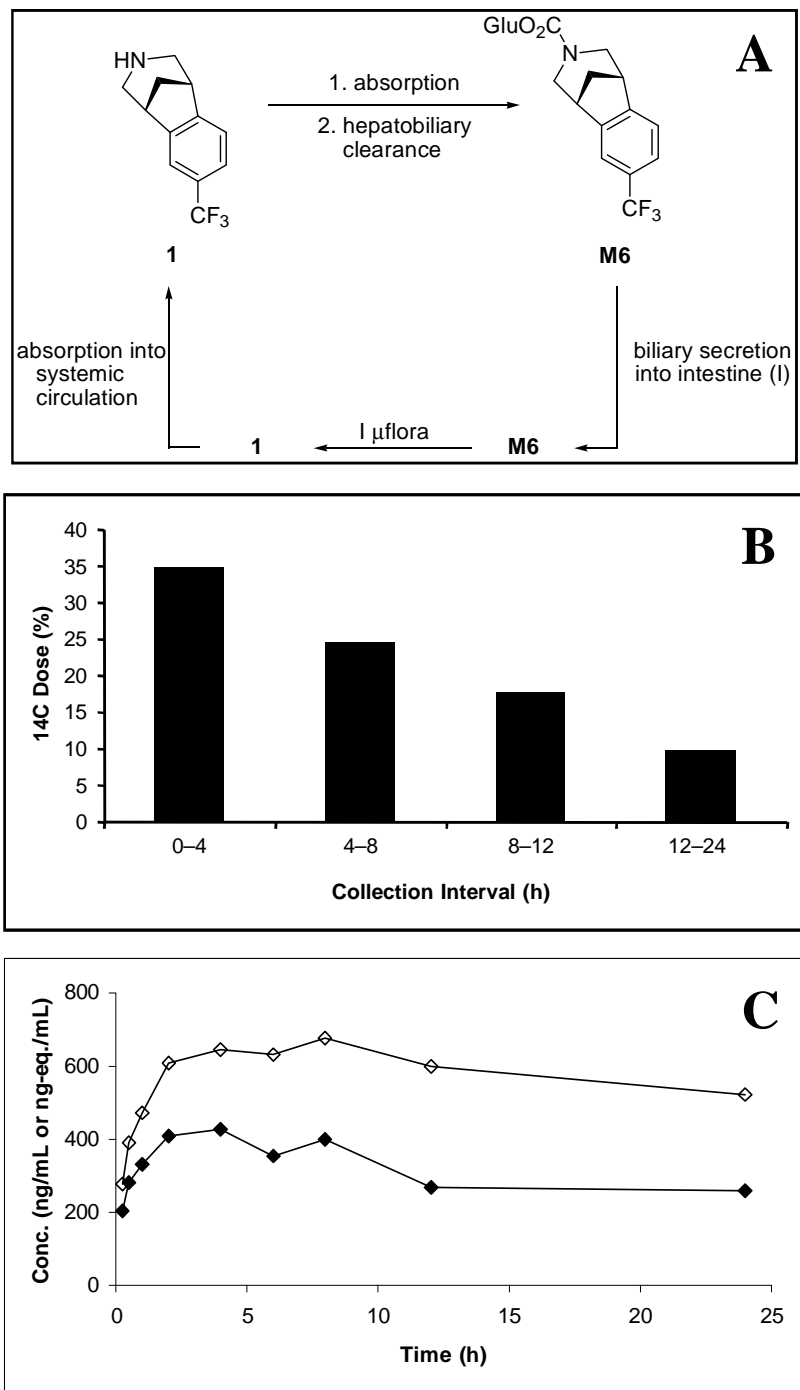 A
GluO2C
HN
N
1. absorption
2. hepatobiliary
clearance
CF3
CF3
1
M6
absorption into
systemic
circulation
biliary secretion
into intestine (I)
I μflora
1
M6
B
14C Dose (%)
40
35
30
25
20
15
10
5
0
0–4
4–8
8–12
12–24
Collection Interval (h)
C
Conc. (ng/mL or ng-eq./mL)
800
600
400
200
0
0
5
10
15
20
25
Time (h)